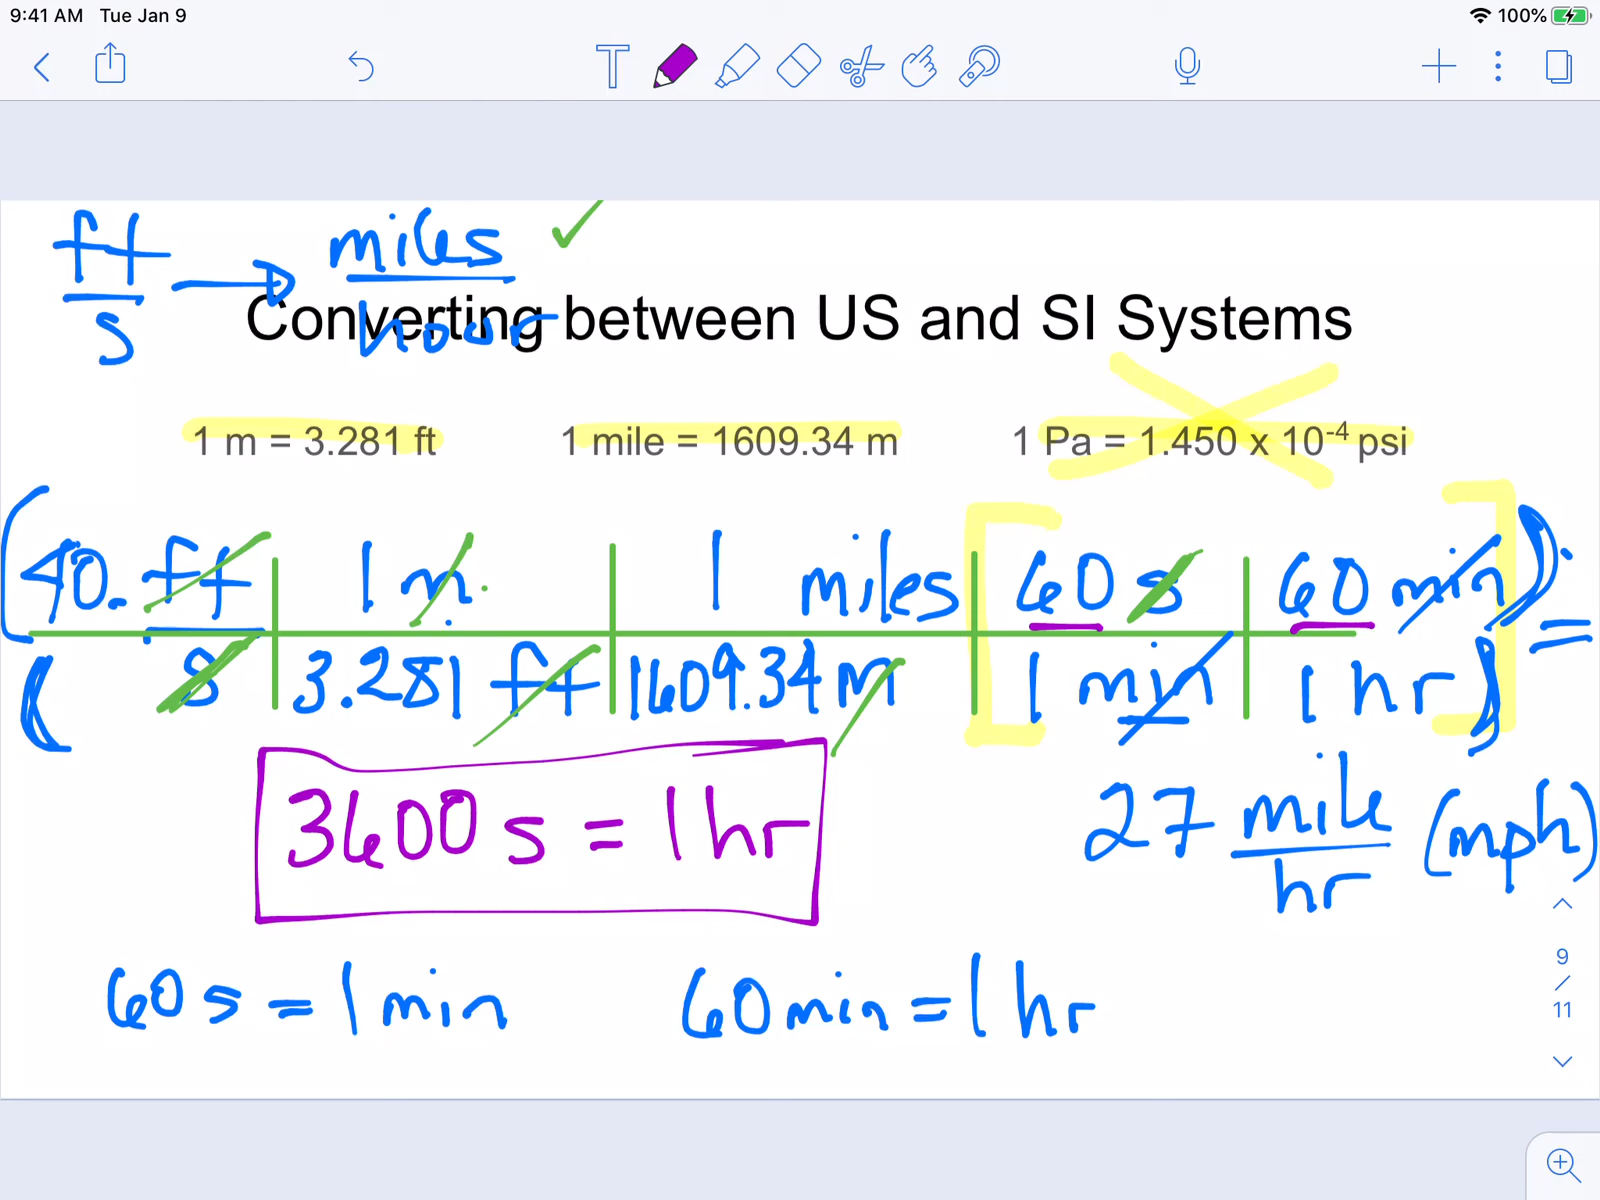 9:41 AM Tue Jan 9
100%
T
ft miles
s hour
Converting between US and SI Systems
1 m = 3.281 ft 1 mile = 1609.34 m 1 Pa = 1.450 x 10-4 psi
(40. ft 1 m 1 miles [60 s 60 min]) =
( s 3.281 ft 1609.34 m 1 min 1 hr )
3600 s = 1 hr
27 mile (mph)
hr
9
/
11
60 s = 1 min 60 min = 1 hr